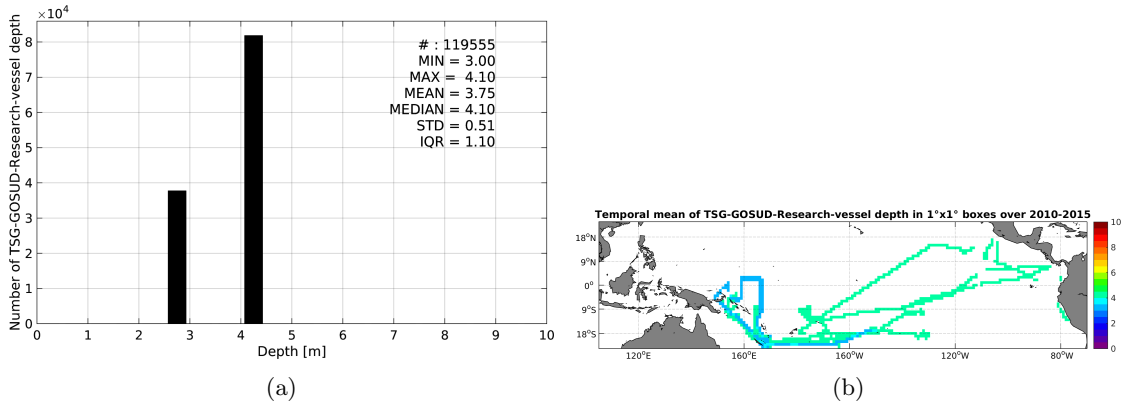 ×10⁴
8
7
6
5
4
3
2
1
0
Number of TSG-GOSUD-Research-vessel depth
# : 119555
MIN = 3.00
MAX = 4.10
MEAN = 3.75
MEDIAN = 4.10
STD = 0.51
IQR = 1.10
0 1 2 3 4 5 6 7 8 9 10
Depth [m]
(a)
Temporal mean of TSG-GOSUD-Research-vessel depth in 1°x1° boxes over 2010-2015
18°N
9°N
0°
9°S
18°S
120°E 160°E 160°W 120°W 80°W
10
8
6
4
2
0
(b)